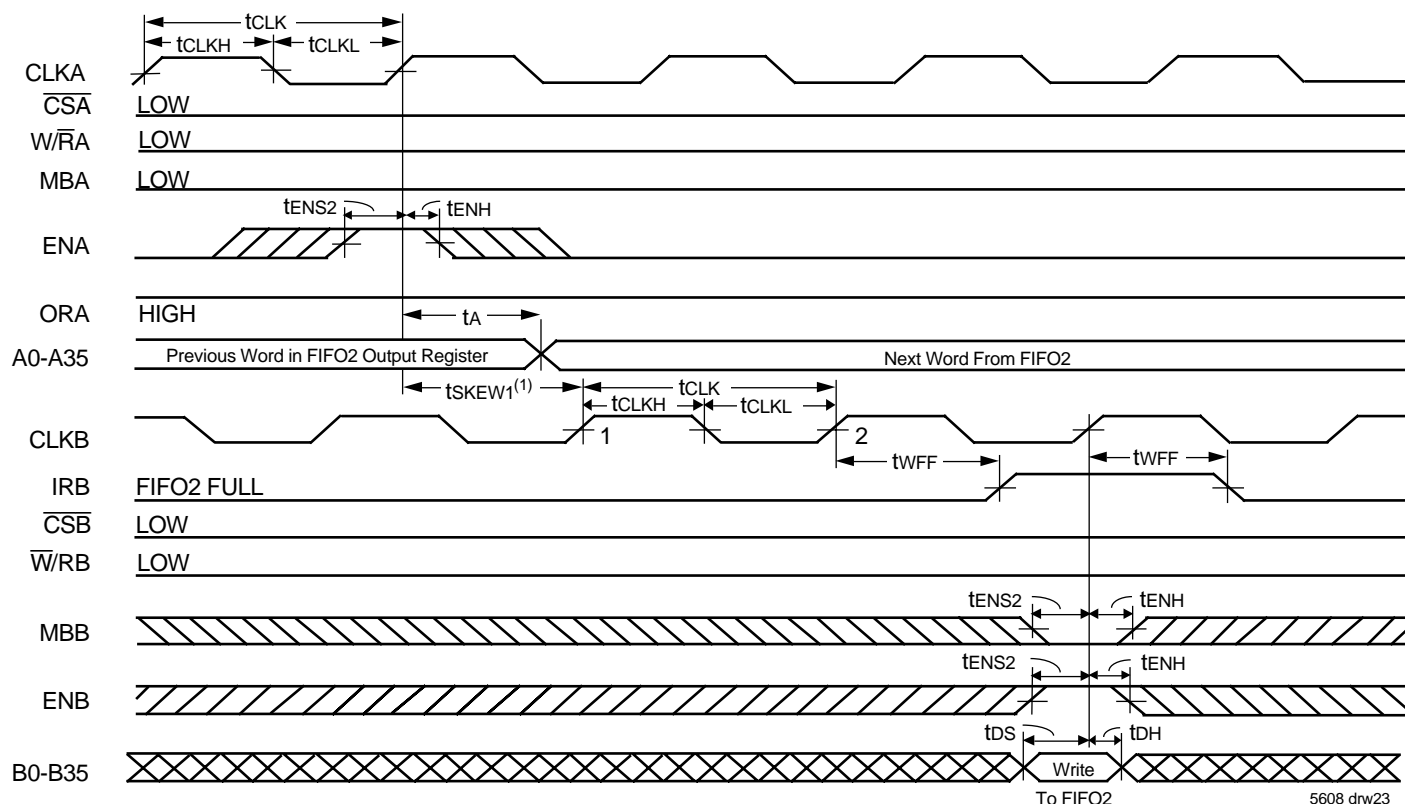 tCLK
tCLKH tCLKL
CLKA
CSA LOW
W/RA LOW
MBA LOW
tENS2 tENH
ENA
ORA HIGH
tA
A0-A35 Previous Word in FIFO2 Output Register Next Word From FIFO2
tSKEW1(1) tCLK
tCLKH tCLKL
CLKB 1 2
tWFF tWFF
IRB FIFO2 FULL
CSB LOW
W/RB LOW
tENS2 tENH
MBB
tENS2 tENH
ENB
tDS tDH
B0-B35 Write
To FIFO2 5608 drw23